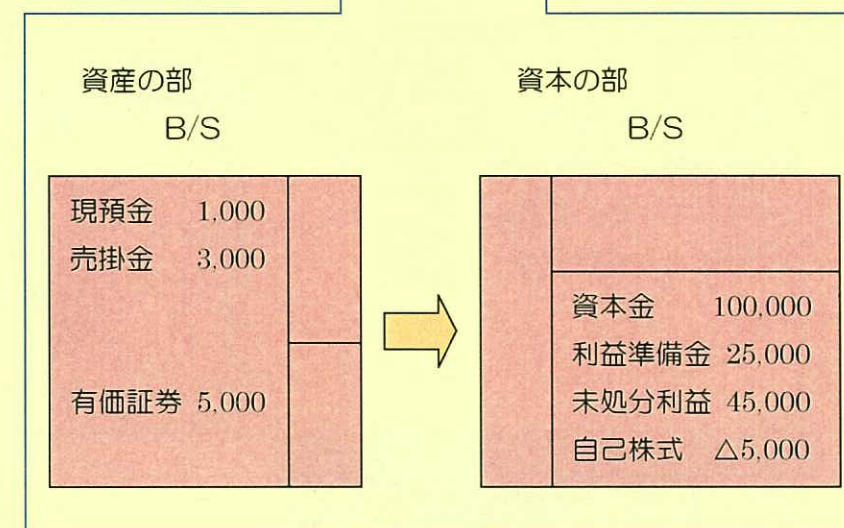 資産の部
B/S
現預金 1,000
売掛金 3,000
有価証券 5,000
資本の部
B/S
資本金 100,000
利益準備金 25,000
未処分利益 45,000
自己株式 △5,000